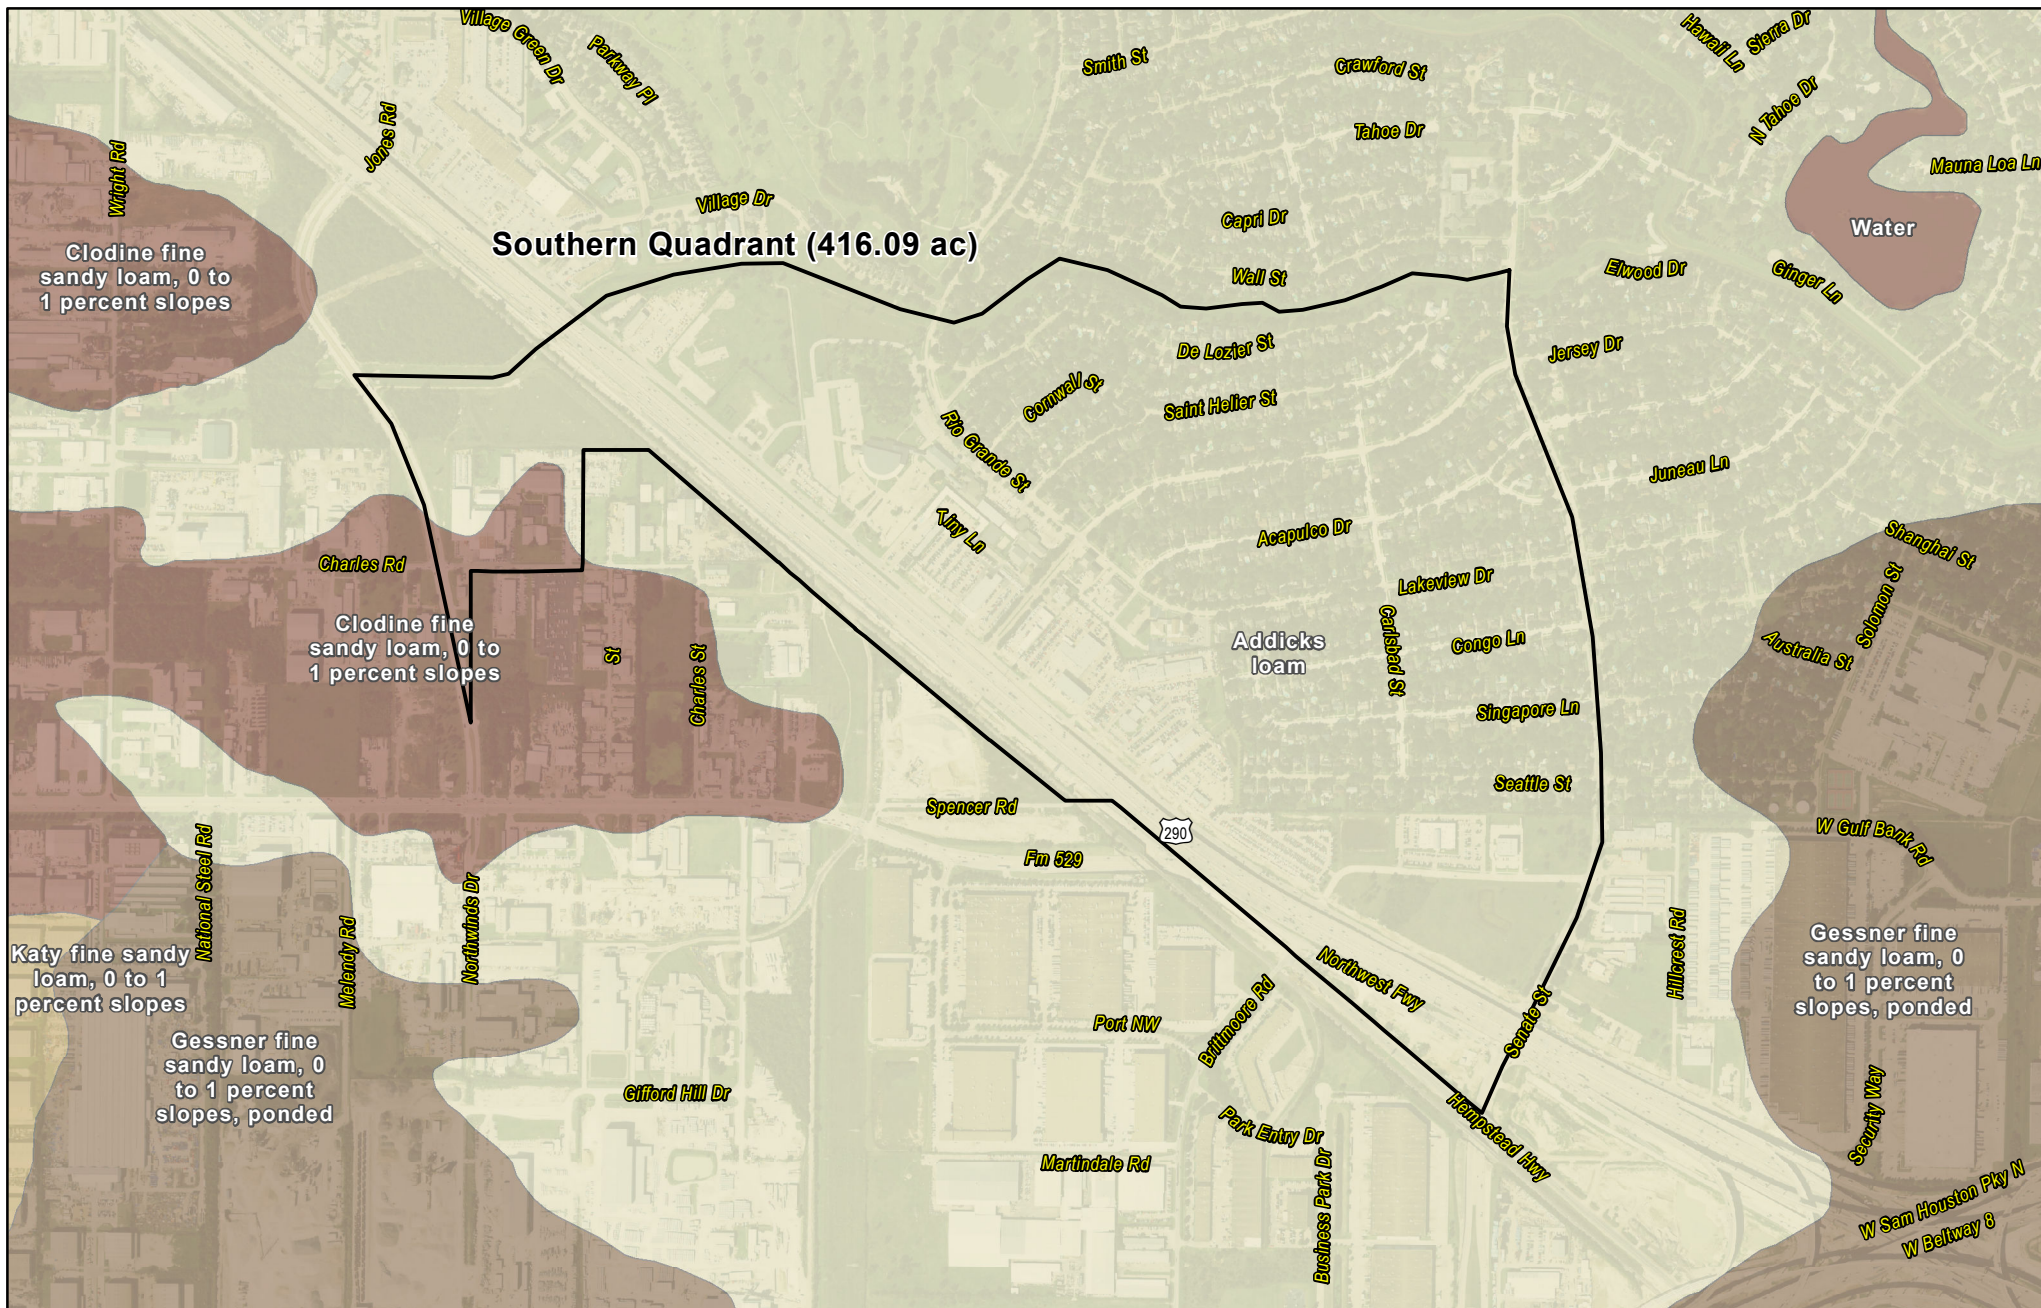 Village Green Dr
Parkway Pl
Smith St
Crawford St
Hawaii Ln
Sierra Dr
Jones Rd
Tahoe Dr
N Tahoe Dr
Wright Rd
Mauna Loa Ln
Village Dr
Capri Dr
Water
Southern Quadrant (416.09 ac)
Clodine fine
sandy loam, 0 to
1 percent slopes
Wall St
Elwood Dr
Ginger Ln
De Lozier St
Jersey Dr
Cornwall St
Saint Helier St
Rio Grande St
Juneau Ln
Tiny Ln
Acapulco Dr
Shanghai St
Charles Rd
Lakeview Dr
Solomon St
Clodine fine
sandy loam, 0 to
1 percent slopes
St
Charles St
Addicks
loam
Carlsbad St
Congo Ln
Australia St
Singapore Ln
Seattle St
Spencer Rd
290
W Gulf Bank Rd
Fm 529
National Steel Rd
Melendy Rd
Northwinds Dr
Katy fine sandy
loam, 0 to 1
percent slopes
Hillcrest Rd
Gessner fine
sandy loam, 0
to 1 percent
slopes, ponded
Northwest Fwy
Brittmoore Rd
Port NW
Senate St
Gessner fine
sandy loam, 0
to 1 percent
slopes, ponded
Gifford Hill Dr
Park Entry Dr
Hempstead Hwy
Security Way
Martindale Rd
Business Park Dr
W Sam Houston Pky N
W Beltway 8